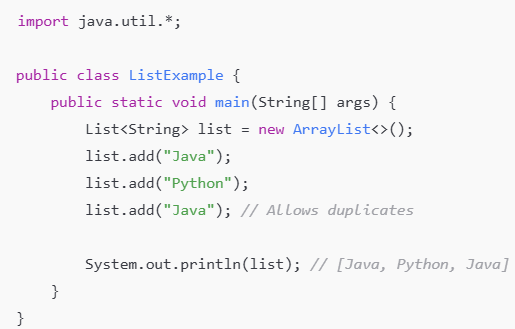 import java.util.*;
public class ListExample {
public static void main(String[] args) {
List<String> list = new ArrayList<>();
list.add("Java");
list.add("Python");
list.add("Java"); // Allows duplicates
System.out.println(list); // [Java, Python, Java]
}
}